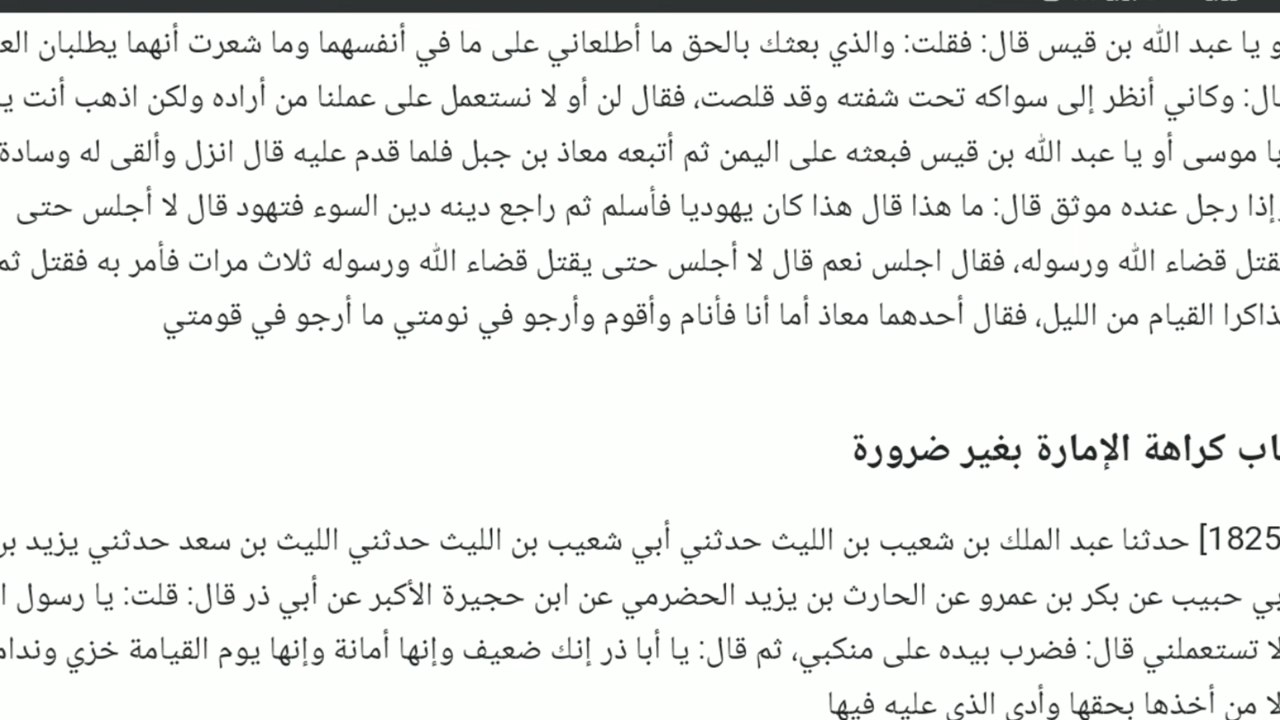 و يا عبد الله بن قيس قال: فقلت: والذي بعثك بالحق ما أطلعاني على ما في أنفسهما وما شعرت أنهما يطلبان
قال: وكاني أنظر إلى سواكه تحت شفته وقد قلصت، فقال لن أو لا نستعمل على عملنا من أراده ولكن اذهب أنت
با موسى أو يا عبد الله بن قيس فبعثه على اليمن ثم أتبعه معاذ بن جبل فلما قدم عليه قال انزل وألقى له وسادة
إذا رجل عنده موثق قال: ما هذا قال هذا كان يهوديا فأسلم ثم راجع دينه دين السوء فتهود قال لا أجلس حتى
يقتل قضاء الله ورسوله، فقال اجلس نعم قال لا أجلس حتى يقتل قضاء الله ورسوله ثلاث مرات فأمر به فقتل ثم
ذاكرا القيام من الليل، فقال أحدهما معاذ أما أنا فأنام وأقوم وأرجو في نومتي ما أرجو في قومتي
اب كراهة الإمارة بغير ضرورة
1825] حدثنا عبد الملك بن شعيب بن الليث حدثني أبي شعيب بن الليث حدثني الليث بن سعد حدثني يزيد بن
بي حبيب عن بكر بن عمرو عن الحارث بن يزيد الحضرمي عن ابن حجيرة الأكبر عن أبي ذر قال: قلت: يا رسول
لا تستعملني قال: فضرب بيده على منكبي، ثم قال: يا أبا ذر إنك ضعيف وإنها أمانة وإنها يوم القيامة خزي
لا من أخذها بحقها وأدى الذي عليه فيها